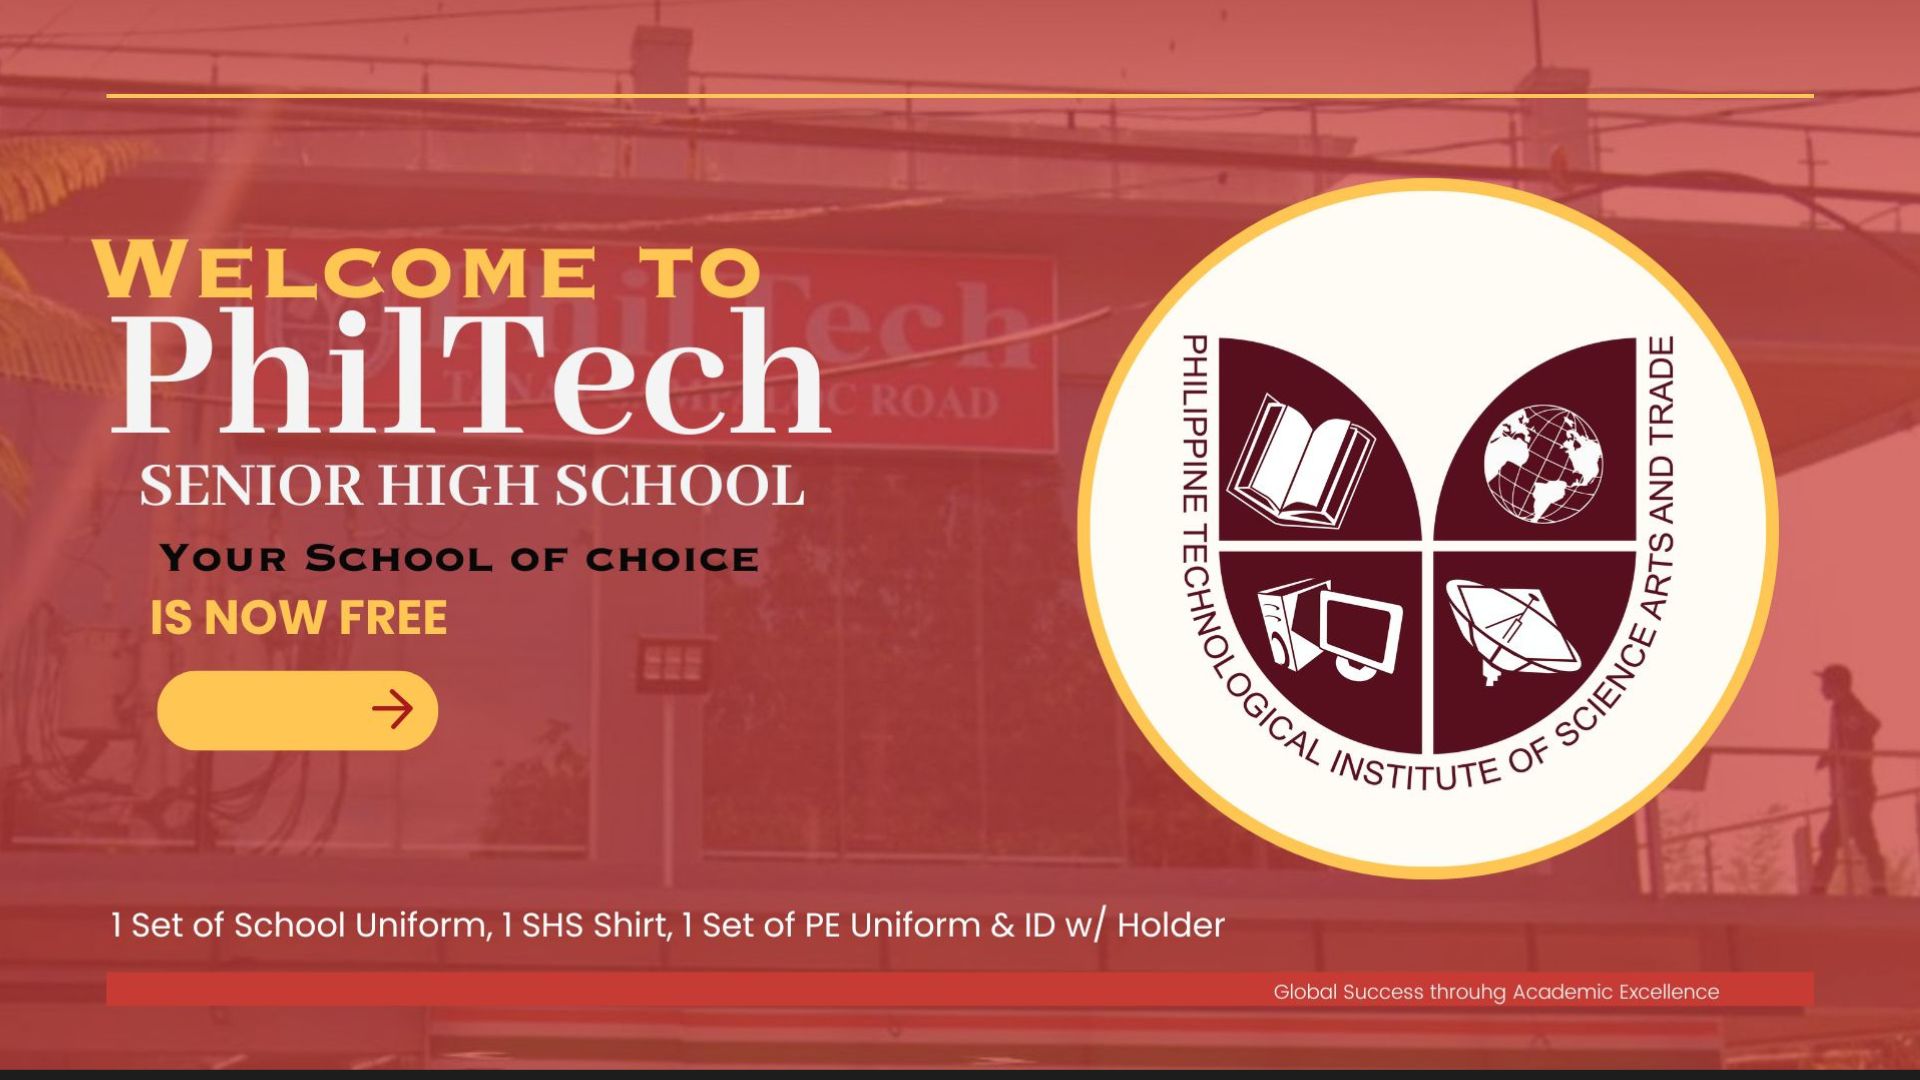 WELCOME TO
PhilTech
SENIOR HIGH SCHOOL
YOUR SCHOOL OF CHOICE
IS NOW FREE
PHILIPPINE TECHNOLOGICAL INSTITUTE OF SCIENCE ARTS AND TRADE
PhilTech
ROAD
1 Set of School Uniform, 1 SHS Shirt, 1 Set of PE Uniform & ID w/ Holder
Global Success throuhg Academic Excellence